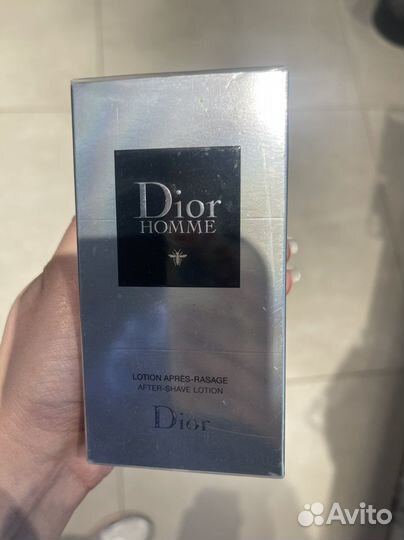 Dior
HOMME
LOTION APRÈS-RASAGE
AFTER-SHAVE LOTION
Dior
Avito